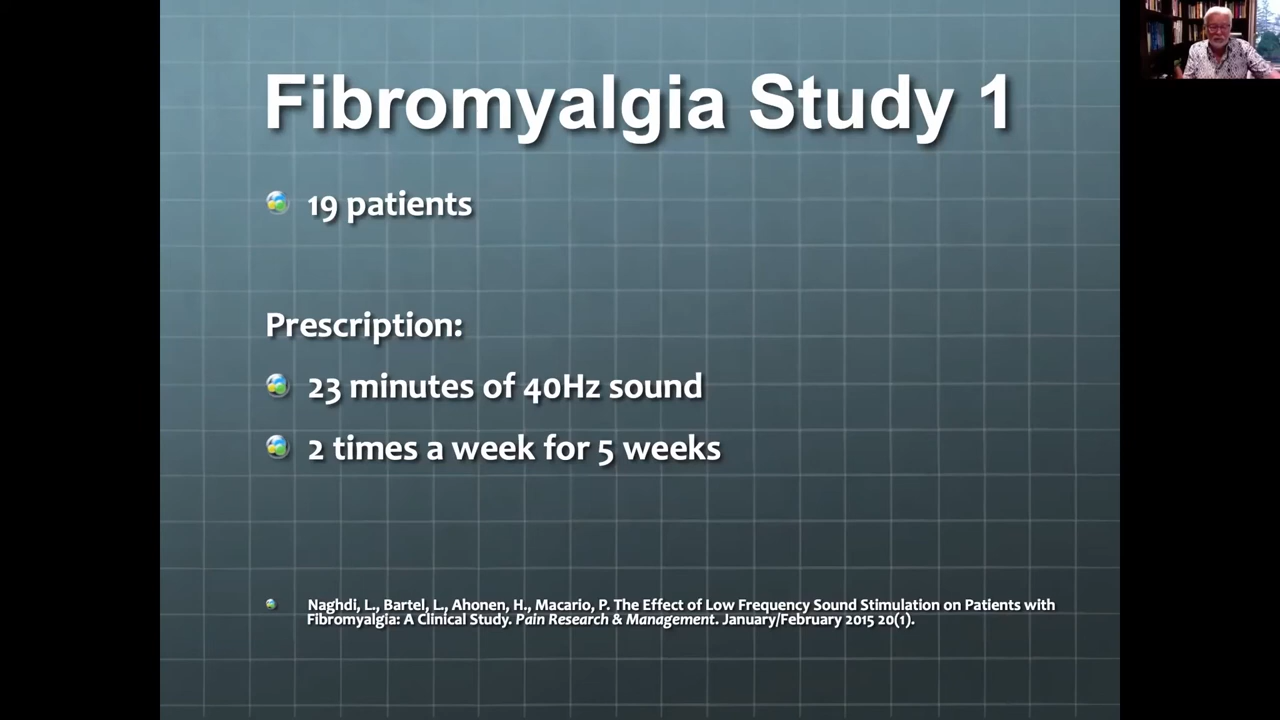 Fibromyalgia Study 1
19 patients
Prescription:
23 minutes of 40Hz sound
2 times a week for 5 weeks
Naghdi, L., Bartel, L., Ahonen, H., Macario, P. The Effect of Low Frequency Sound Stimulation on Patients with
Fibromyalgia: A Clinical Study. Pain Research & Management. January/February 2015 20(1).